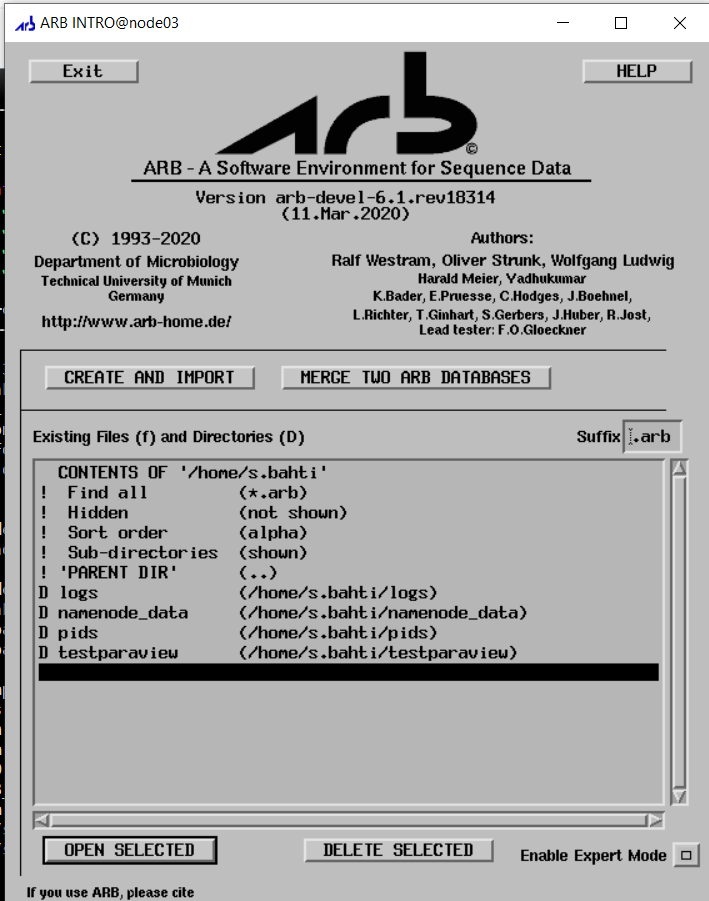 ARB INTRO@node03
Exit
HELP
arb ©
ARB - A Software Environment for Sequence Data
Version arb-devel-6.1.rev18314
(11.Mar.2020)
(C) 1993-2020
Department of Microbiology
Technical University of Munich
Germany
http://www.arb-home.de/
Authors:
Ralf Westram, Oliver Strunk, Wolfgang Ludwig
Harald Meier, Yadhukumar
K.Bader, E.Pruesse, C.Hodges, J.Boehnel,
L.Richter, T.Ginhart, S.Gerbers, J.Huber, R.Jost,
Lead tester: F.O.Gloeckner
CREATE AND IMPORT
MERGE TWO ARB DATABASES
Existing Files (f) and Directories (D)
Suffix .arb
CONTENTS OF '/home/s.bahti'
! Find all (*.arb)
! Hidden (not shown)
! Sort order (alpha)
! Sub-directories (shown)
! 'PARENT DIR' (..)
D logs (/home/s.bahti/logs)
D namenode_data (/home/s.bahti/namenode_data)
D pids (/home/s.bahti/pids)
D testparaview (/home/s.bahti/testparaview)
OPEN SELECTED
DELETE SELECTED
Enable Expert Mode
If you use ARB, please cite